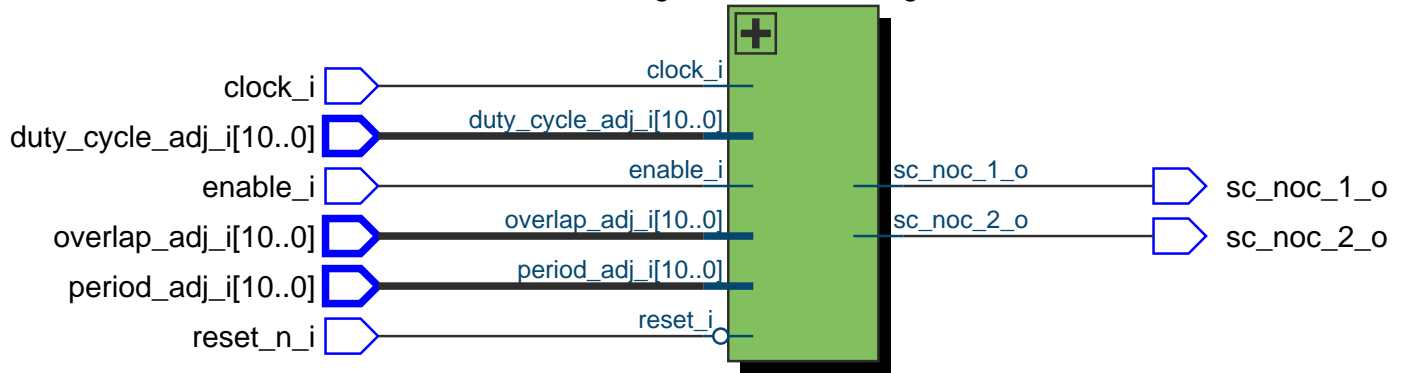 clock_i
clock_i
duty_cycle_adj_i[10..0]
duty_cycle_adj_i[10..0]
enable_i
enable_i
sc_noc_1_o
sc_noc_1_o
overlap_adj_i[10..0]
overlap_adj_i[10..0]
sc_noc_2_o
sc_noc_2_o
period_adj_i[10..0]
period_adj_i[10..0]
reset_n_i
reset_i